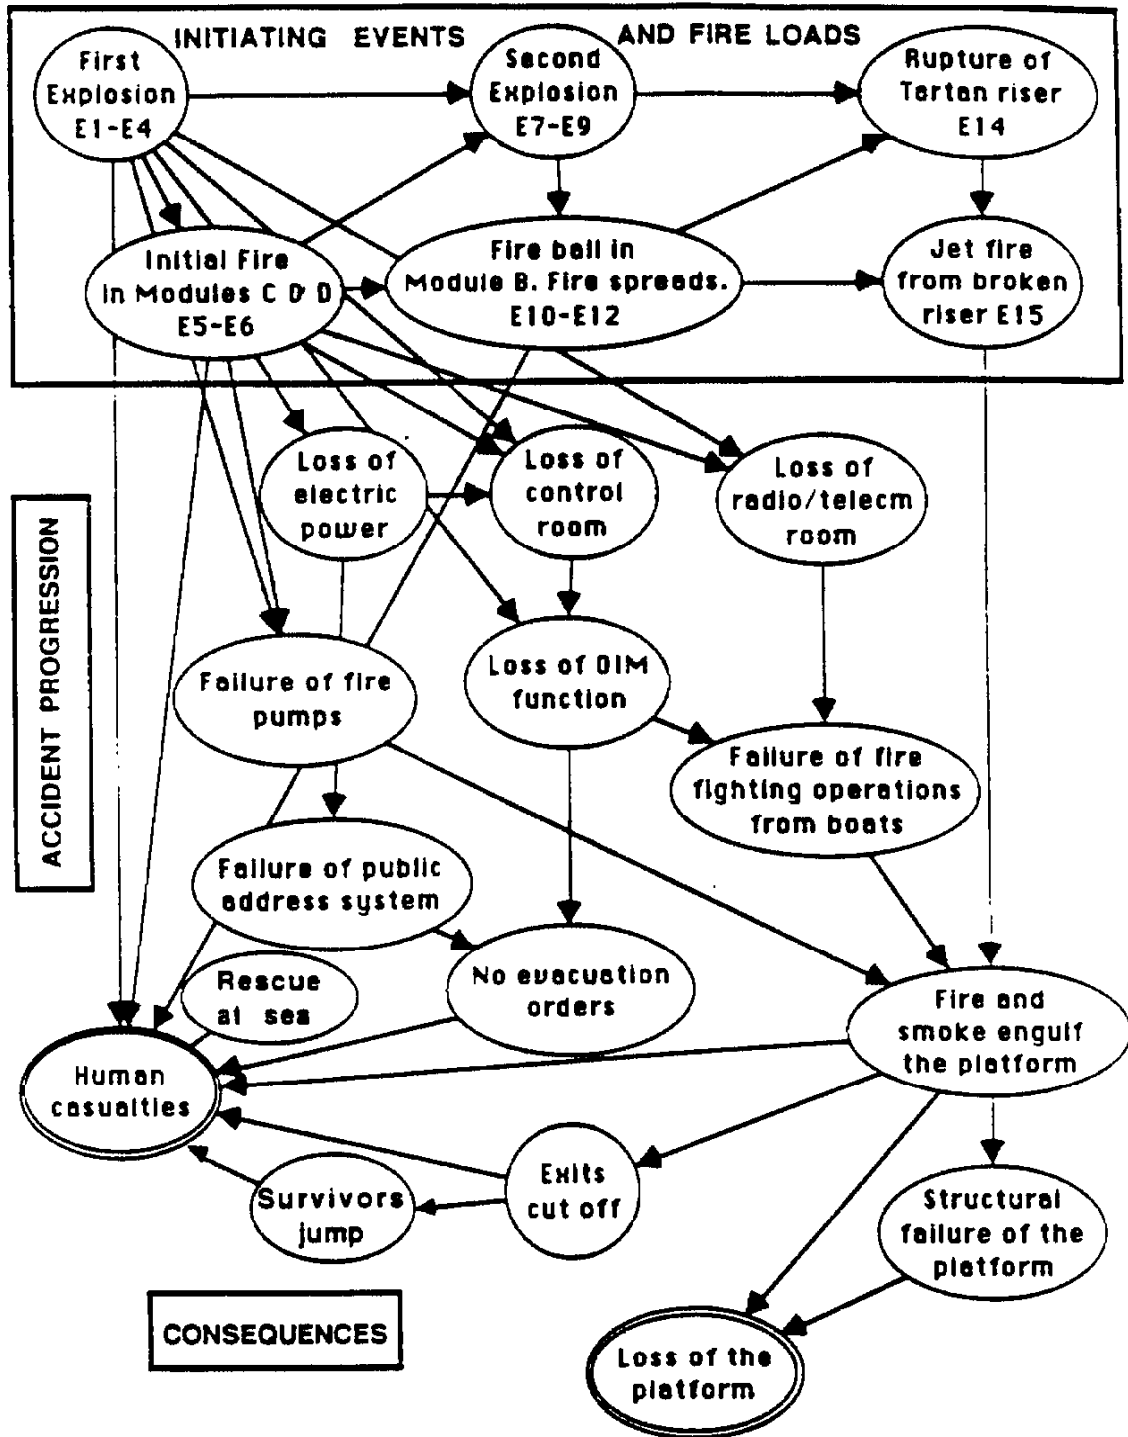 INITIATING EVENTS AND FIRE LOADS
First
Explosion
E1-E4
Second
Explosion
E7-E9
Rupture of
Tartan riser
E14
Initial Fire
in Modules C & D
E5-E6
Fire ball in
Module B. Fire spreads.
E10-E12
Jet fire
from broken
riser E15
ACCIDENT PROGRESSION
Loss of
electric
power
Loss of
control
room
Loss of
radio/telecm
room
Failure of fire
pumps
Loss of OIM
function
Failure of fire
fighting operations
from boats
Failure of public
address system
Rescue
at sea
No evacuation
orders
Fire and
smoke engulf
the platform
Human
casualties
Survivors
jump
Exits
cut off
Structural
failure of the
platform
CONSEQUENCES
Loss of the
platform